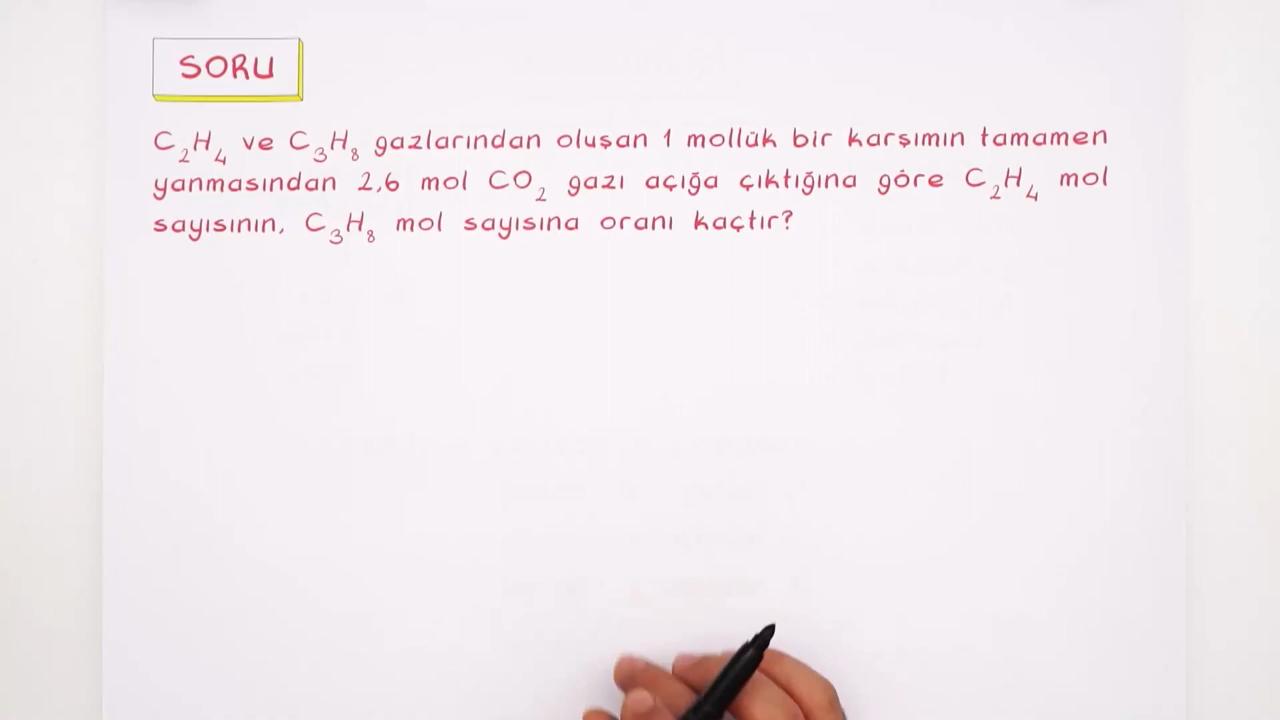 SORU
C₂H₄ ve C₃H₈ gazlarından oluşan 1 mollük bir karşımın tamamen
yanmasından 2,6 mol CO₂ gazı açığa çıktığına göre C₂H₄ mol
sayısının, C₃H₈ mol sayısına oranı kaçtır?